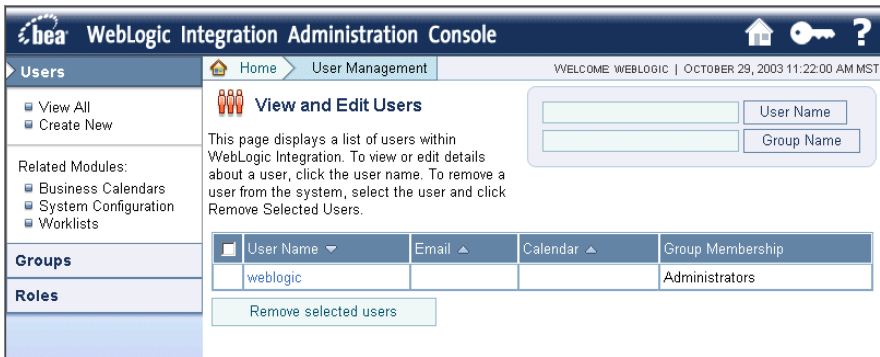 bea WebLogic Integration Administration Console
?
Users
Home
User Management
WELCOME WEBLOGIC | OCTOBER 29, 2003 11:22:00 AM MST
View All
Create New
Related Modules:
Business Calendars
System Configuration
Worklists
Groups
Roles
View and Edit Users
This page displays a list of users within
WebLogic Integration. To view or edit details
about a user, click the user name. To remove a
user from the system, select the user and click
Remove Selected Users.
User Name
Group Name
User Name Email Calendar Group Membership
weblogic Administrators
Remove selected users